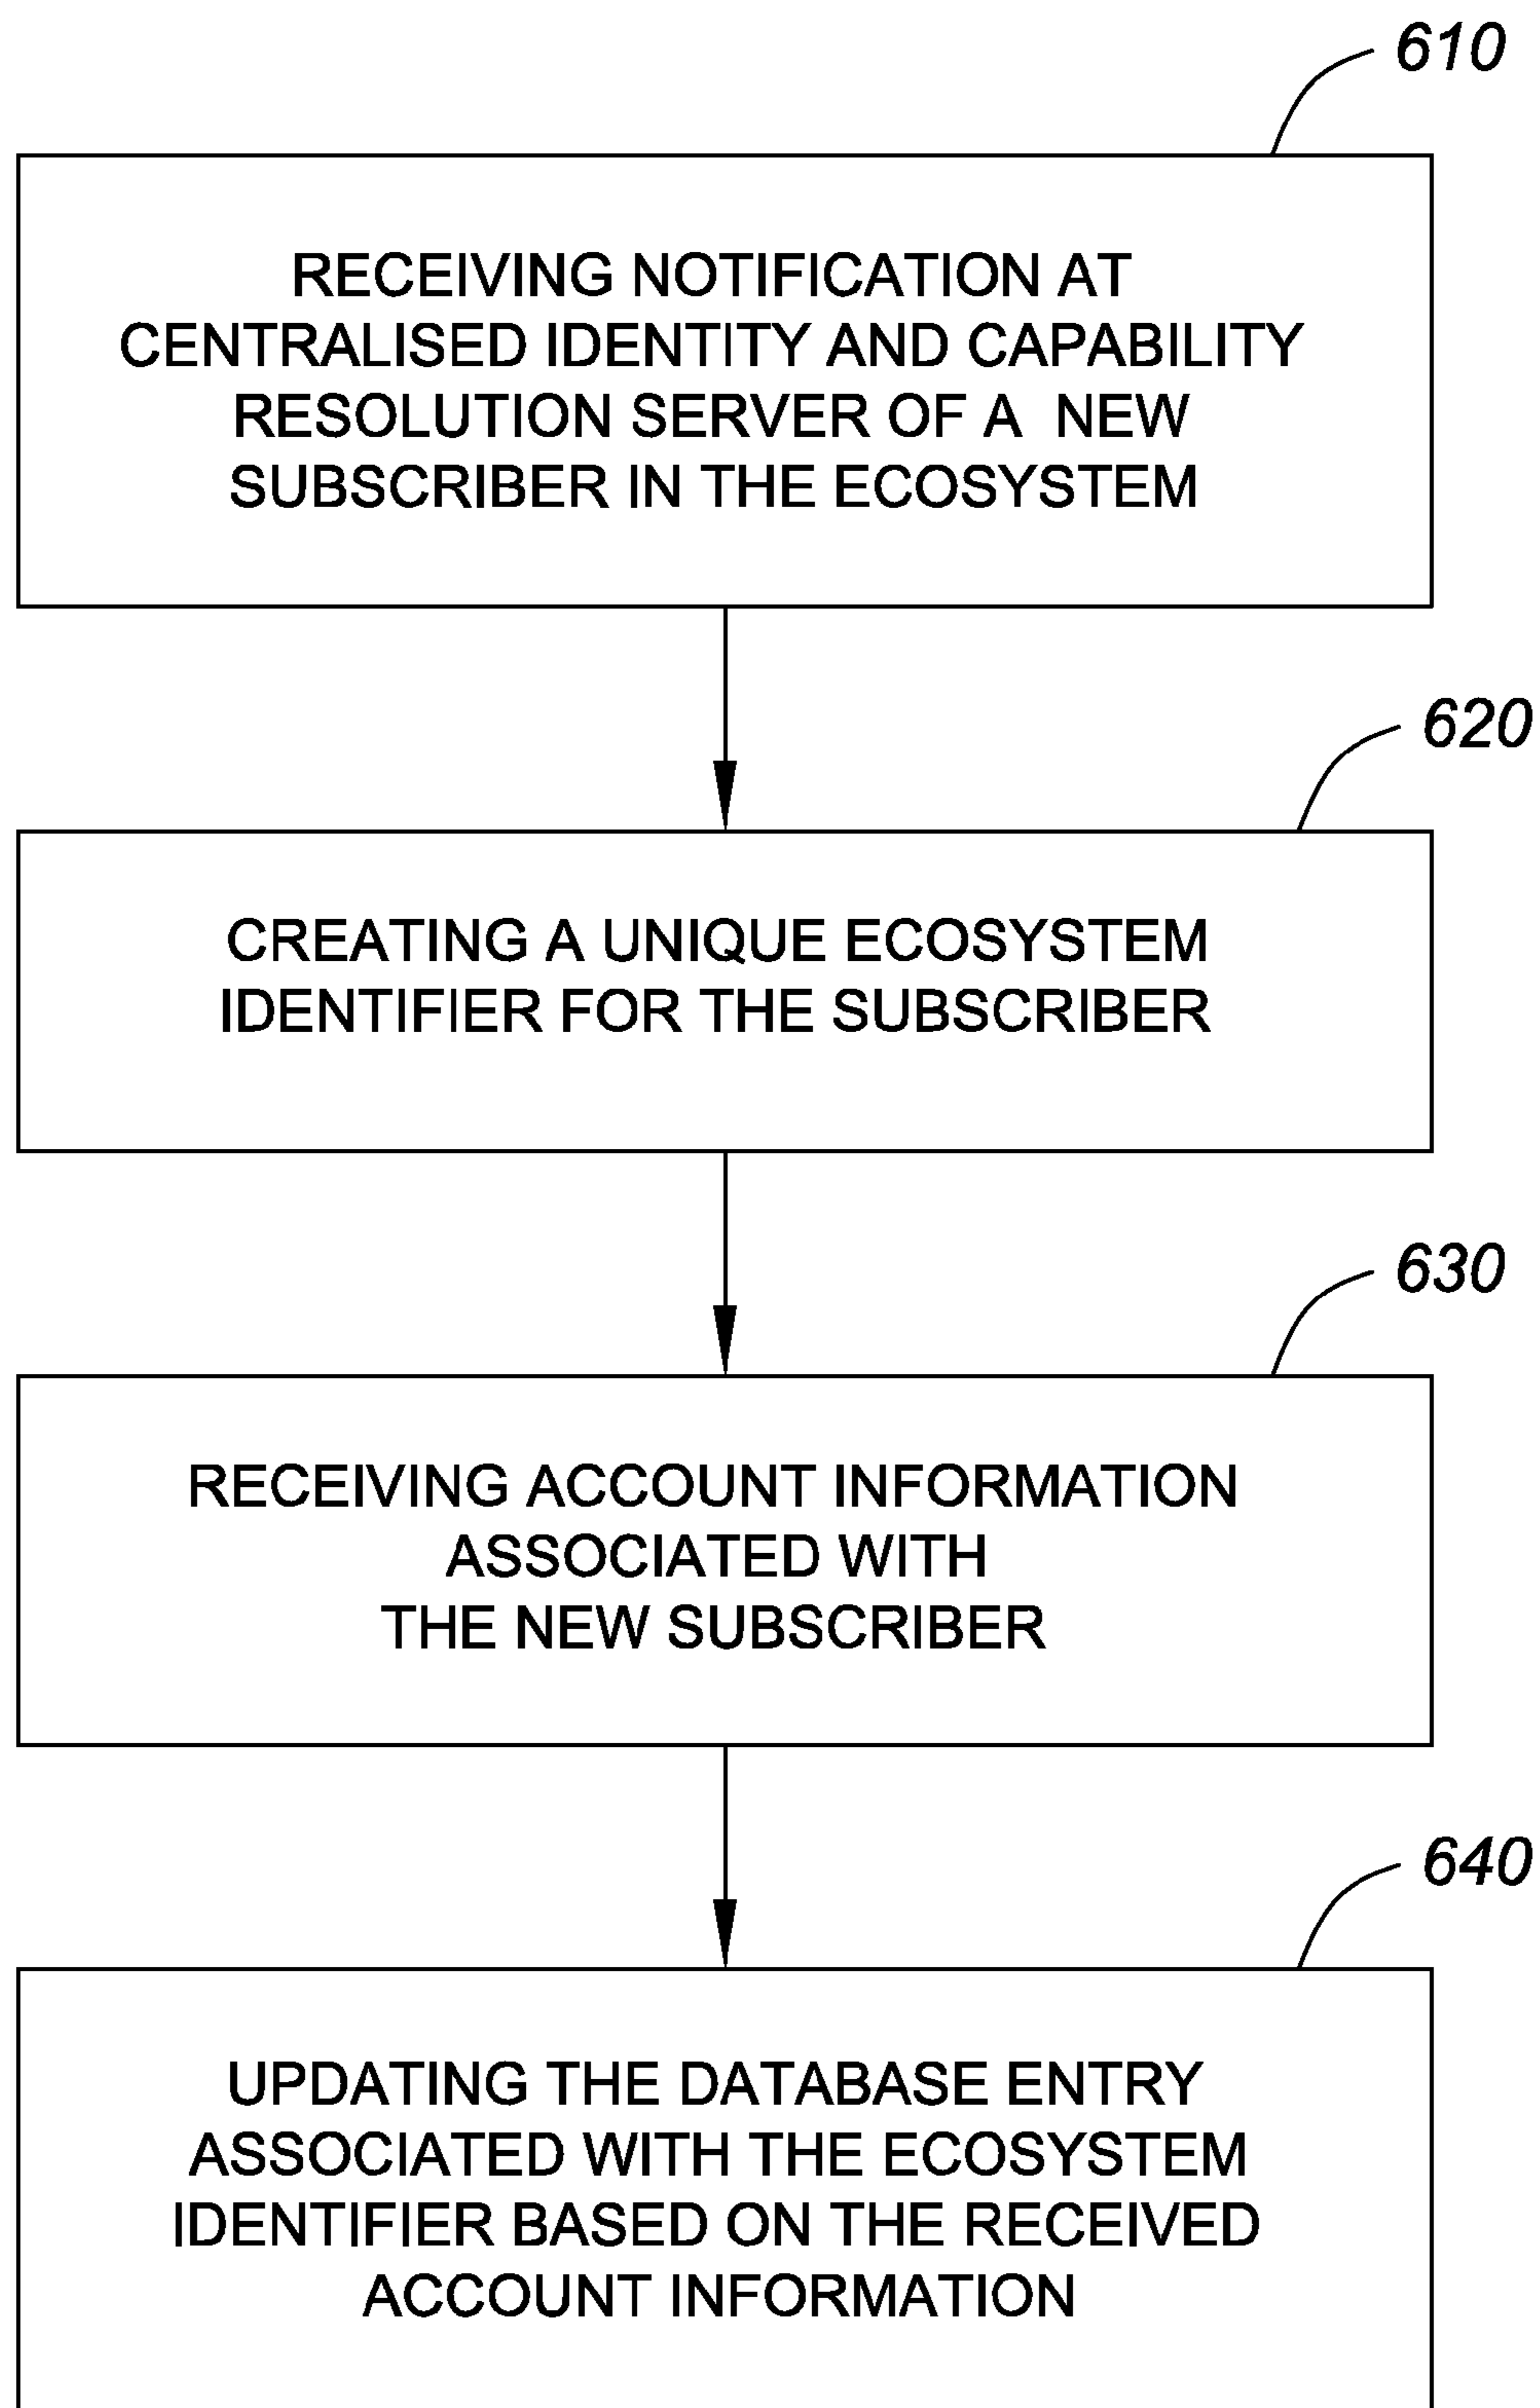 610
RECEIVING NOTIFICATION AT
CENTRALISED IDENTITY AND CAPABILITY
RESOLUTION SERVER OF A NEW
SUBSCRIBER IN THE ECOSYSTEM
620
CREATING A UNIQUE ECOSYSTEM
IDENTIFIER FOR THE SUBSCRIBER
630
RECEIVING ACCOUNT INFORMATION
ASSOCIATED WITH
THE NEW SUBSCRIBER
640
UPDATING THE DATABASE ENTRY
ASSOCIATED WITH THE ECOSYSTEM
IDENTIFIER BASED ON THE RECEIVED
ACCOUNT INFORMATION